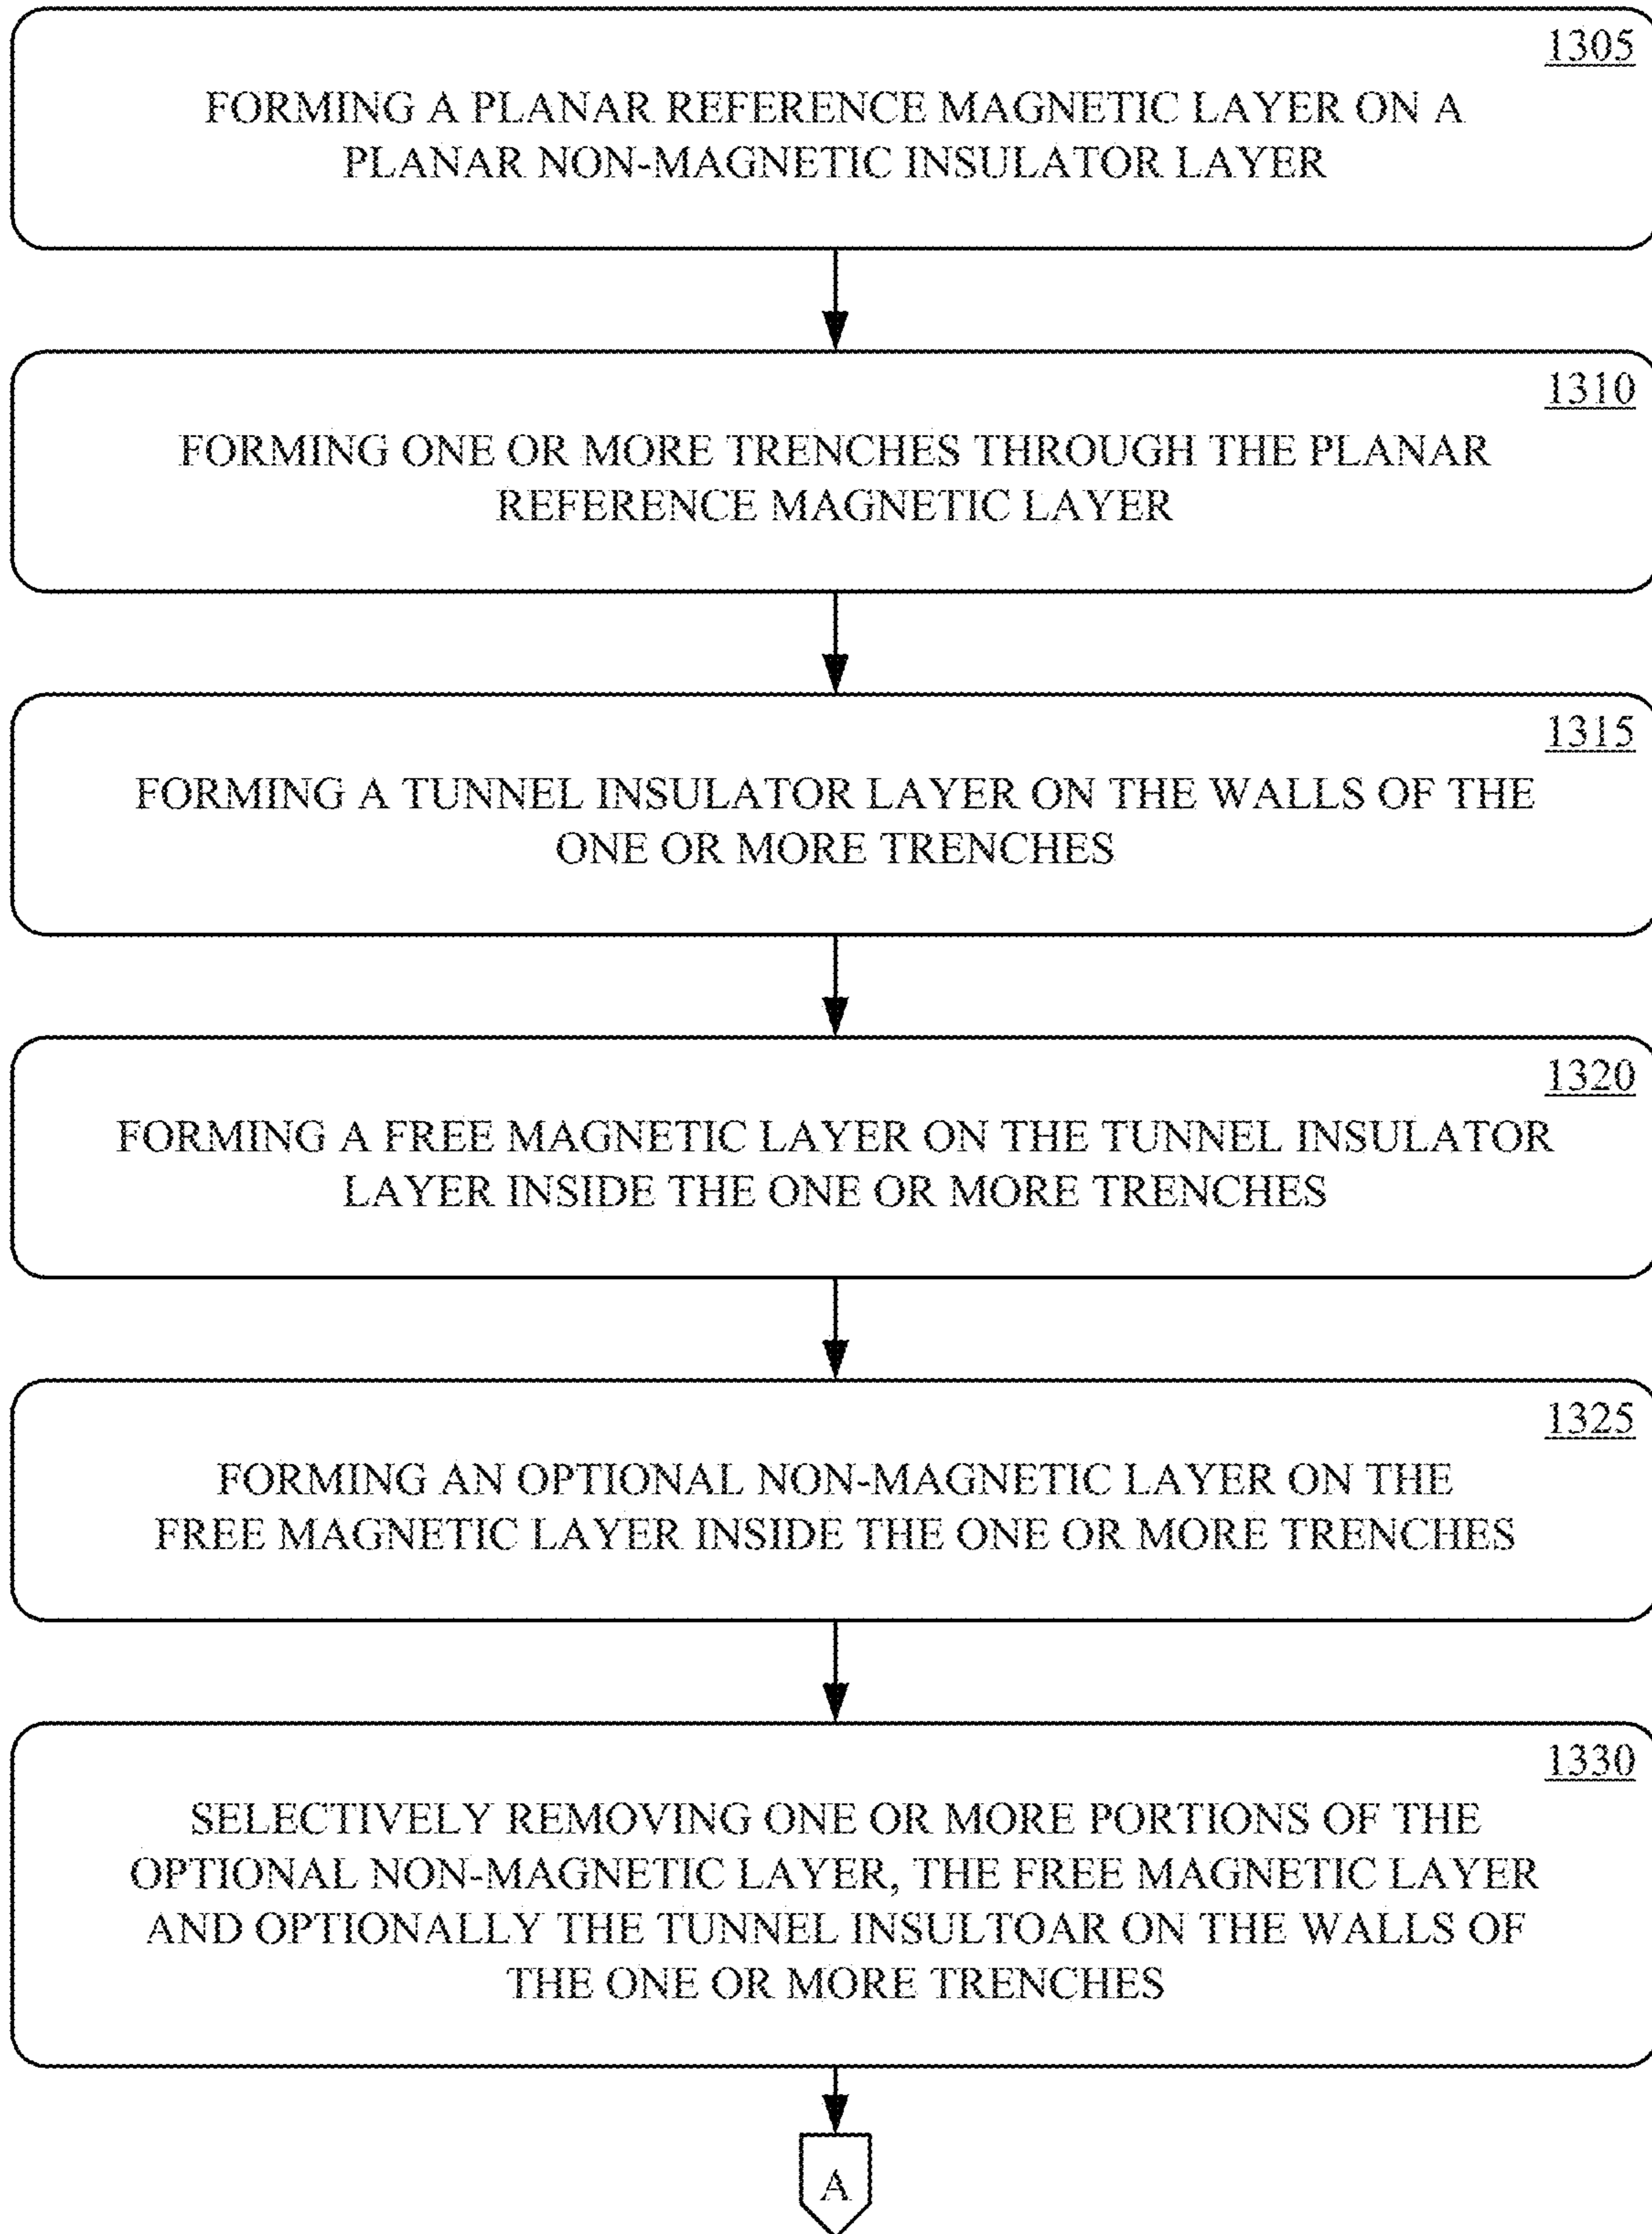 1305
FORMING A PLANAR REFERENCE MAGNETIC LAYER ON A
PLANAR NON-MAGNETIC INSULATOR LAYER
1310
FORMING ONE OR MORE TRENCHES THROUGH THE PLANAR
REFERENCE MAGNETIC LAYER
1315
FORMING A TUNNEL INSULATOR LAYER ON THE WALLS OF THE
ONE OR MORE TRENCHES
1320
FORMING A FREE MAGNETIC LAYER ON THE TUNNEL INSULATOR
LAYER INSIDE THE ONE OR MORE TRENCHES
1325
FORMING AN OPTIONAL NON-MAGNETIC LAYER ON THE
FREE MAGNETIC LAYER INSIDE THE ONE OR MORE TRENCHES
1330
SELECTIVELY REMOVING ONE OR MORE PORTIONS OF THE
OPTIONAL NON-MAGNETIC LAYER, THE FREE MAGNETIC LAYER
AND OPTIONALLY THE TUNNEL INSULTOAR ON THE WALLS OF
THE ONE OR MORE TRENCHES
A